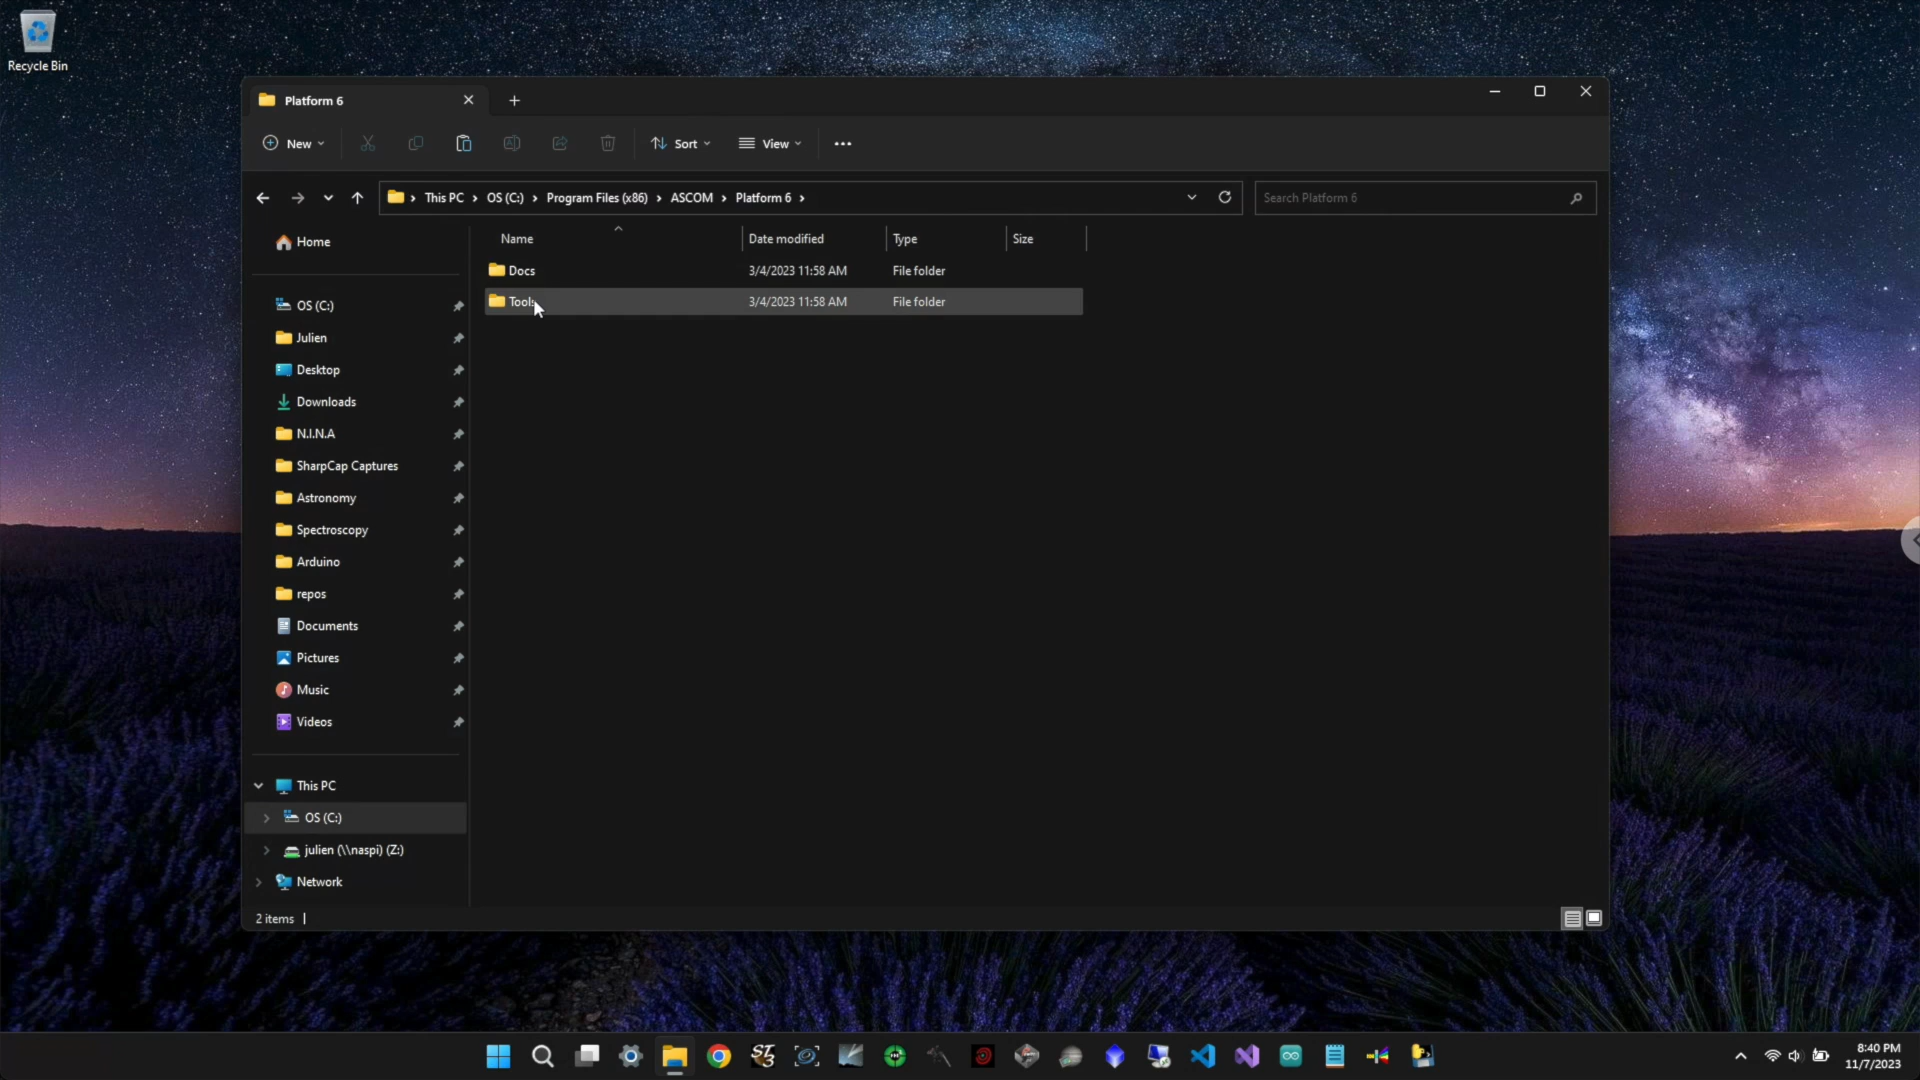 Recycle Bin
Platform 6
New
Sort
View
This PC
OS (C:)
Program Files (x86)
ASCOM
Platform 6
Search Platform 6
Name
Date modified
Type
Size
Docs
3/4/2023 11:58 AM
File folder
Tools
3/4/2023 11:58 AM
File folder
Home
OS (C:)
Julien
Desktop
Downloads
N.I.N.A
SharpCap Captures
Astronomy
Spectroscopy
Arduino
repos
Documents
Pictures
Music
Videos
This PC
OS (C:)
julien (\\naspi) (Z:)
Network
2 items
8:40 PM
11/7/2023